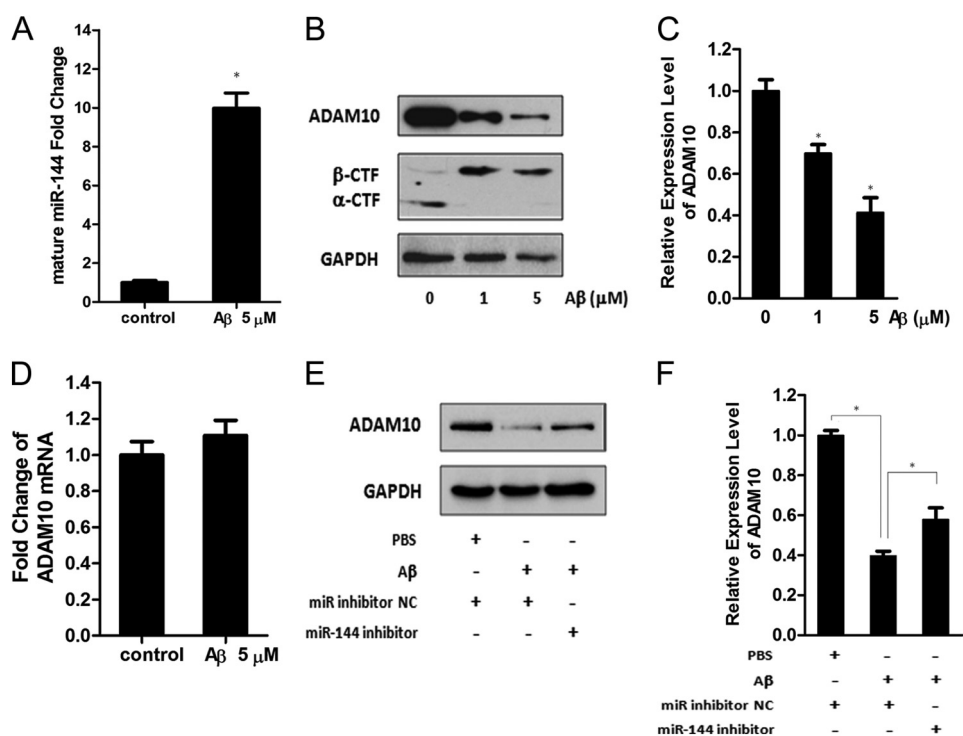 A
mature miR-144 Fold Change
14
12
10
8
6
4
2
0
*
control
Aβ 5 μM
B
ADAM10
β-CTF
α-CTF
GAPDH
0 1 5 Aβ (μM)
C
Relative Expression Level
of ADAM10
1.2
1.0
0.8
0.6
0.4
0.2
0.0
*
*
0 1 5 Aβ (μM)
D
Fold Change of
ADAM10 mRNA
1.4
1.2
1.0
0.8
0.6
0.4
0.2
0.0
control
Aβ 5 μM
E
ADAM10
GAPDH
PBS + – –
Aβ – + +
miR inhibitor NC + + –
miR-144 inhibitor – – +
F
Relative Expression Level
of ADAM10
1.2
1.0
0.8
0.6
0.4
0.2
0.0
*
*
PBS + – –
Aβ – + +
miR inhibitor NC + + –
miR-144 inhibitor – – +